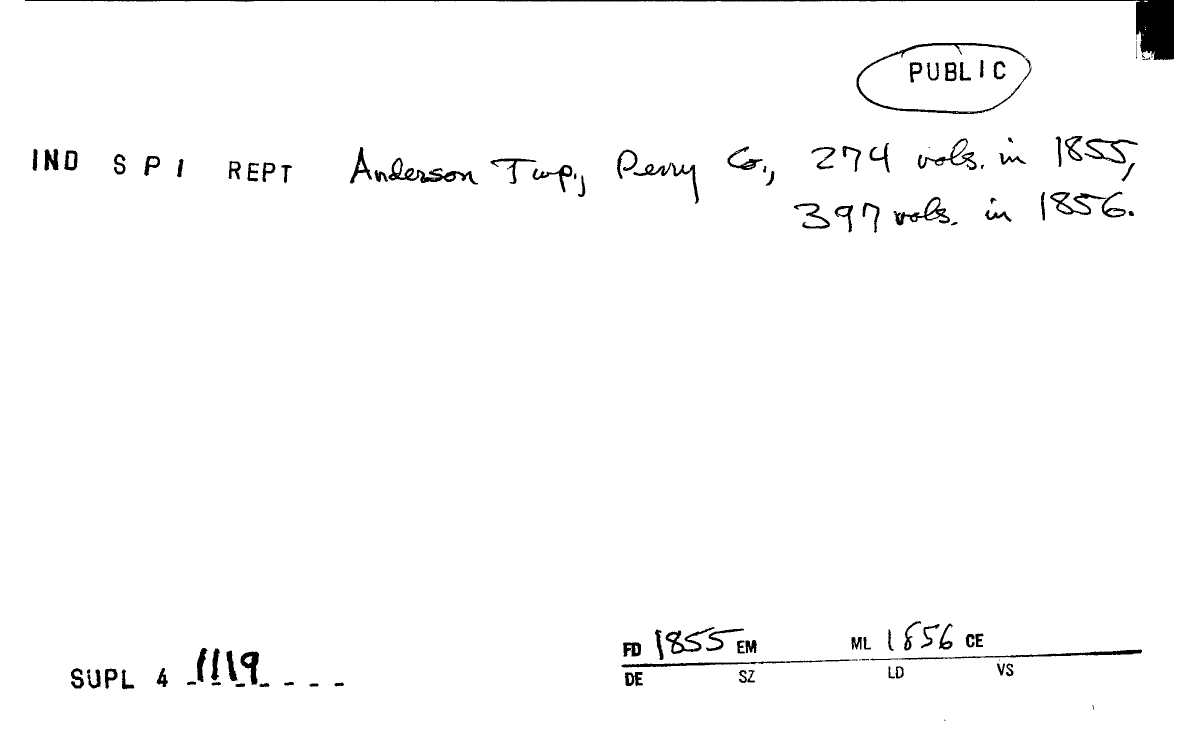 PUBLIC
IND SPI REPT Anderson Twp., Perry Co., 274 vols. in 1855,
397 vols. in 1856.
FD 1855 EM ML 1856 CE
SUPL 4 1119
DE SZ LD VS